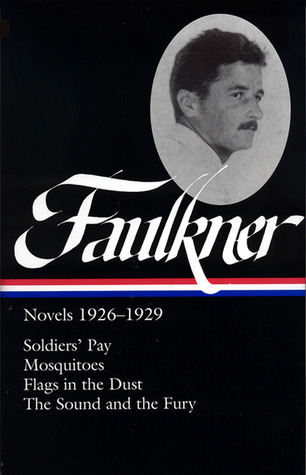 Faulkner
Novels 1926–1929
Soldiers' Pay
Mosquitoes
Flags in the Dust
The Sound and the Fury